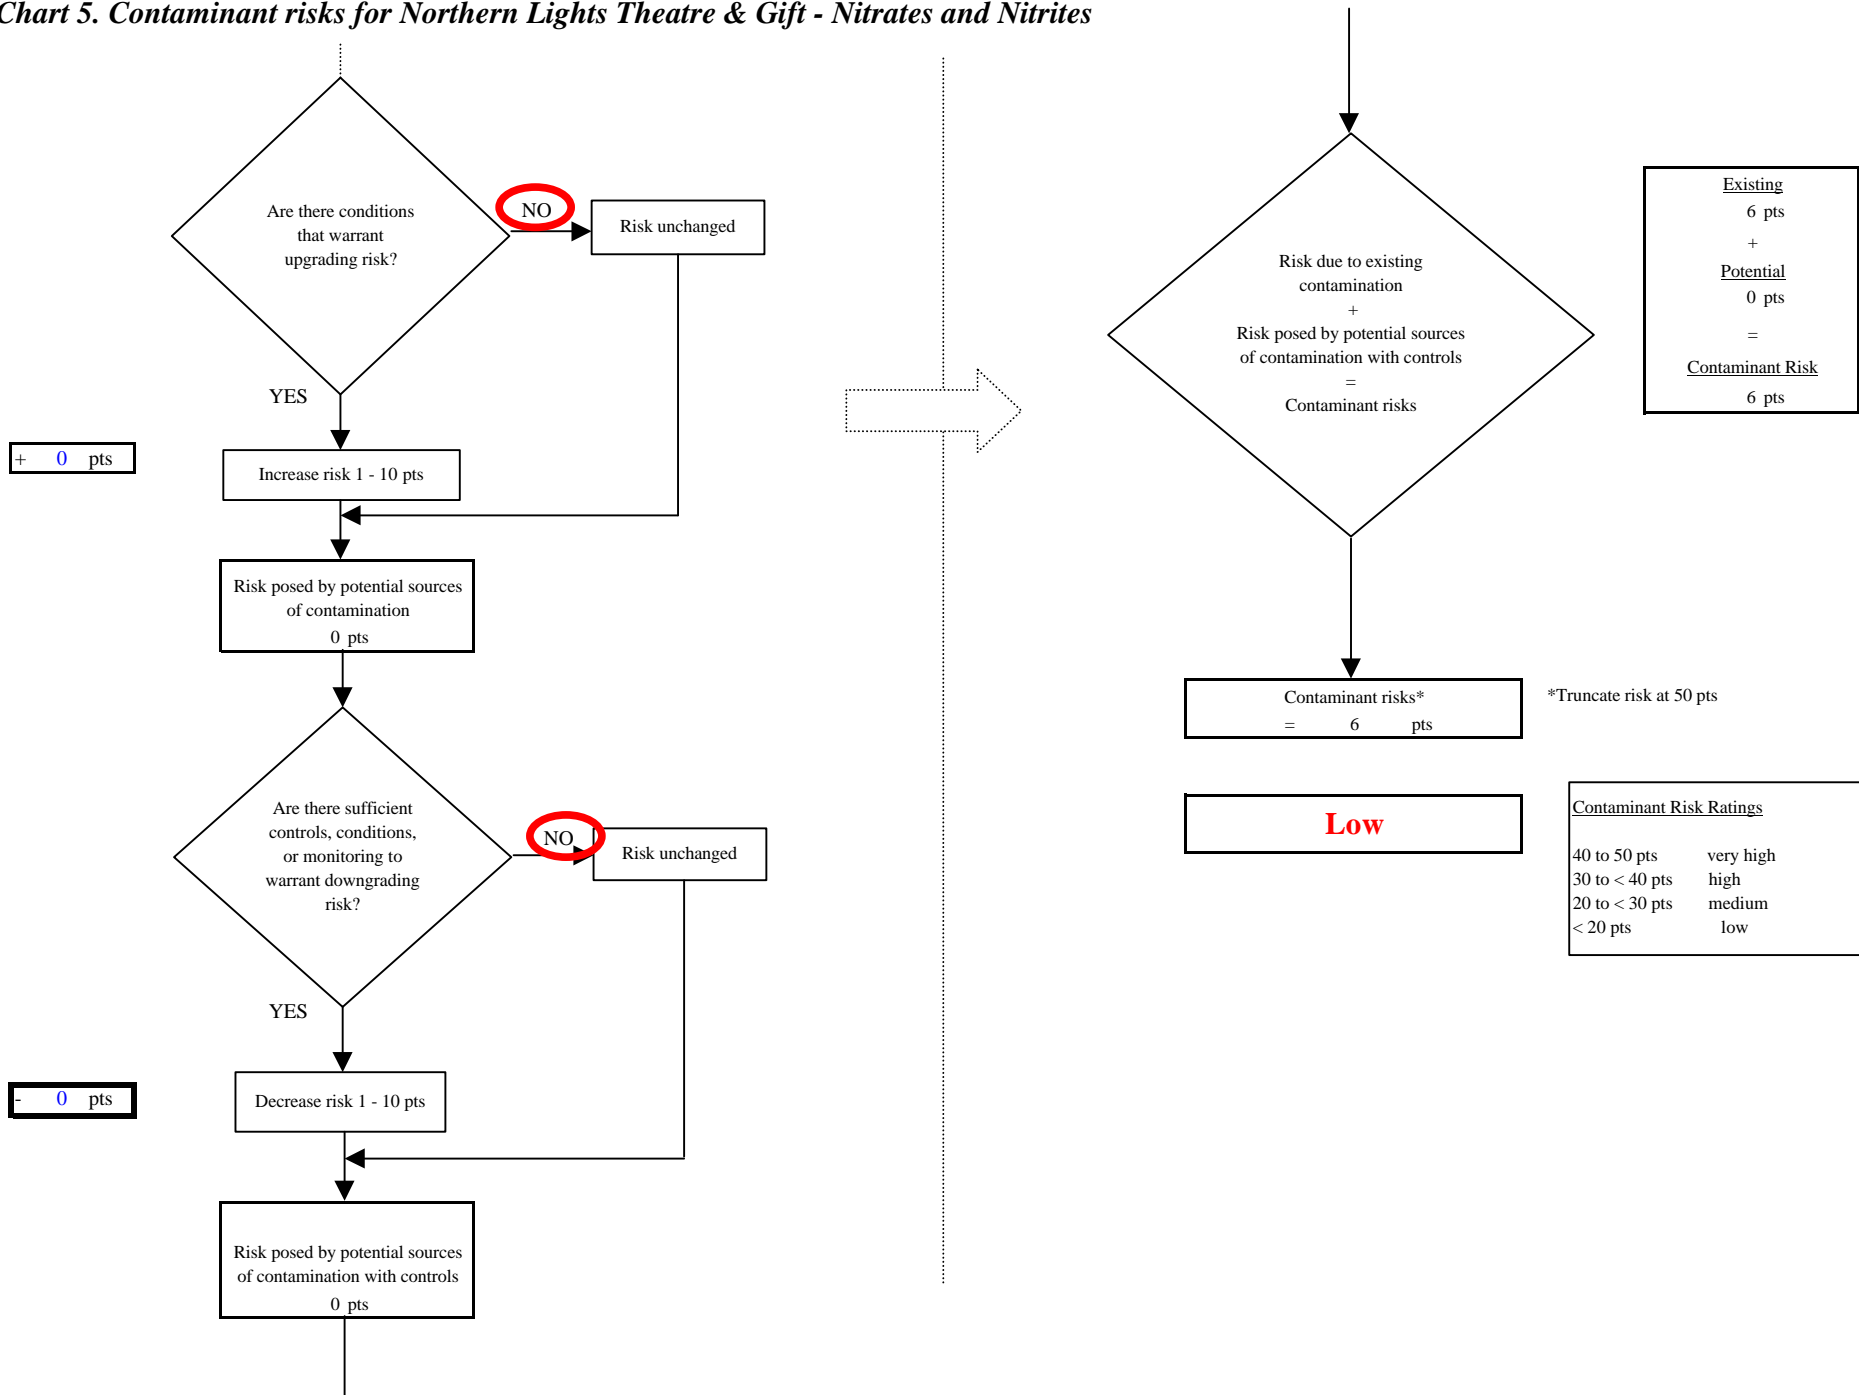 Chart 5. Contaminant risks for Northern Lights Theatre & Gift - Nitrates and Nitrites
Are there conditions
that warrant
upgrading risk?
NO
Risk unchanged
YES
+ 0 pts
Increase risk 1 - 10 pts
Risk posed by potential sources
of contamination
0 pts
Are there sufficient
controls, conditions,
or monitoring to
warrant downgrading
risk?
NO
Risk unchanged
YES
- 0 pts
Decrease risk 1 - 10 pts
Risk posed by potential sources
of contamination with controls
0 pts
Risk due to existing
contamination
+
Risk posed by potential sources
of contamination with controls
=
Contaminant risks
Existing
6 pts
+
Potential
0 pts
=
Contaminant Risk
6 pts
Contaminant risks*
= 6 pts
*Truncate risk at 50 pts
Low
Contaminant Risk Ratings
40 to 50 pts very high
30 to < 40 pts high
20 to < 30 pts medium
< 20 pts low